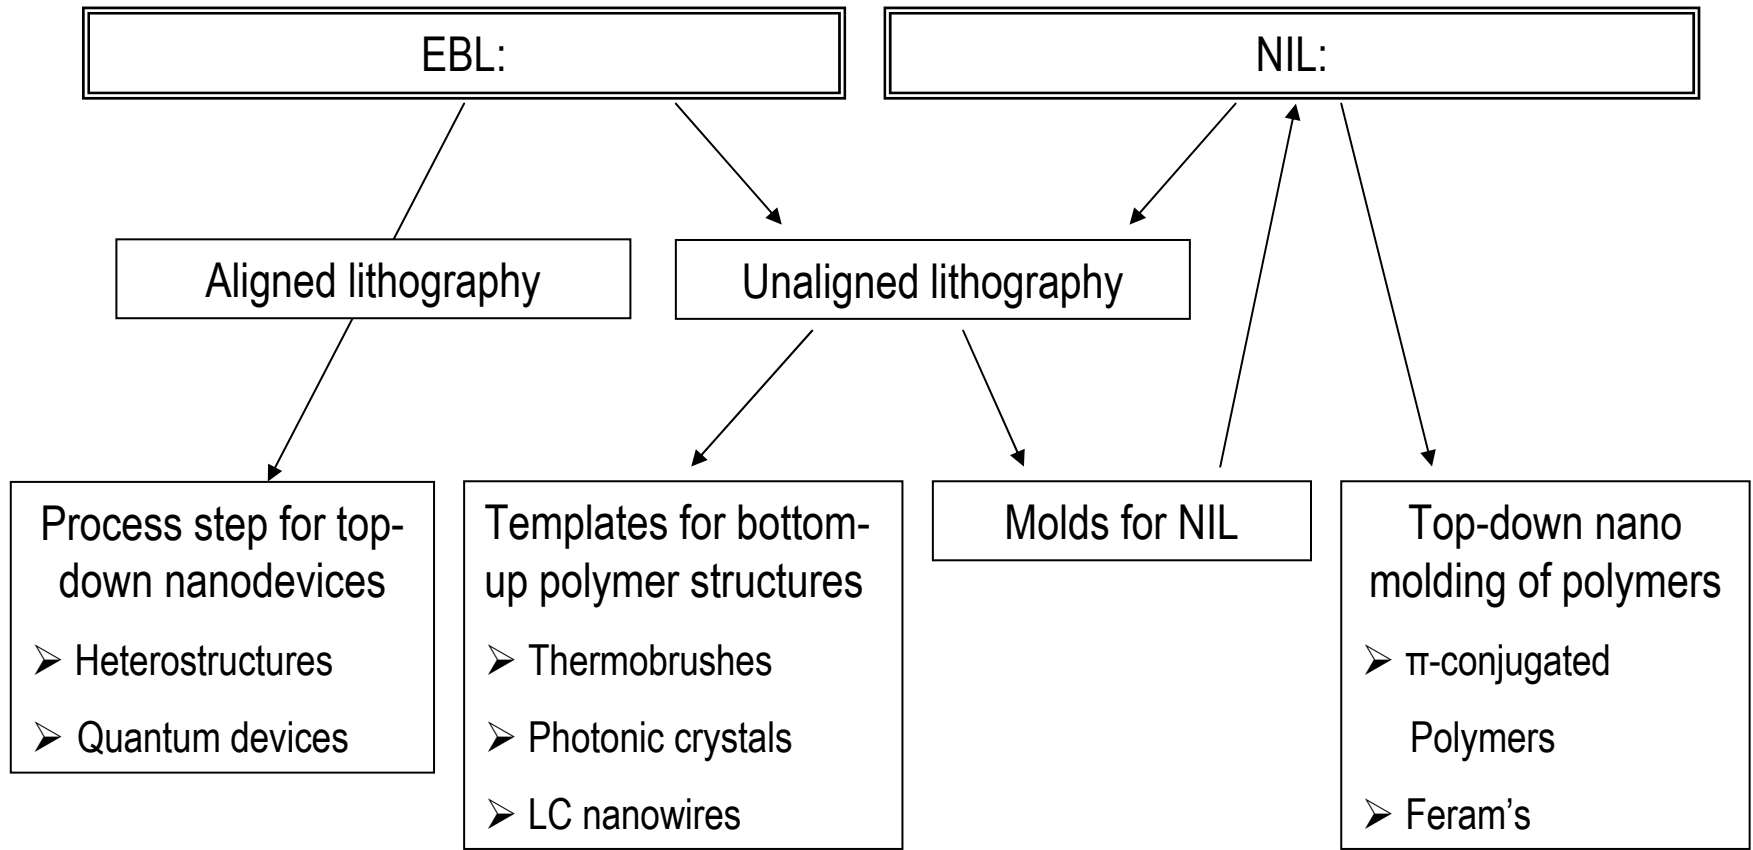 EBL:
NIL:
Aligned lithography
Unaligned lithography
Process step for top-
down nanodevices
➢ Heterostructures
➢ Quantum devices
Templates for bottom-
up polymer structures
➢ Thermobrushes
➢ Photonic crystals
➢ LC nanowires
Molds for NIL
Top-down nano
molding of polymers
➢ π-conjugated
Polymers
➢ Feram’s